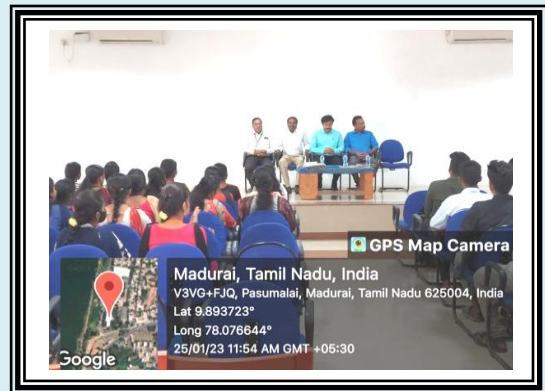 GPS Map Camera
Madurai, Tamil Nadu, India
V3VG+FJQ, Pasumalai, Madurai, Tamil Nadu 625004, India
Lat 9.893723°
Long 78.076644°
25/01/23 11:54 AM GMT +05:30
Google